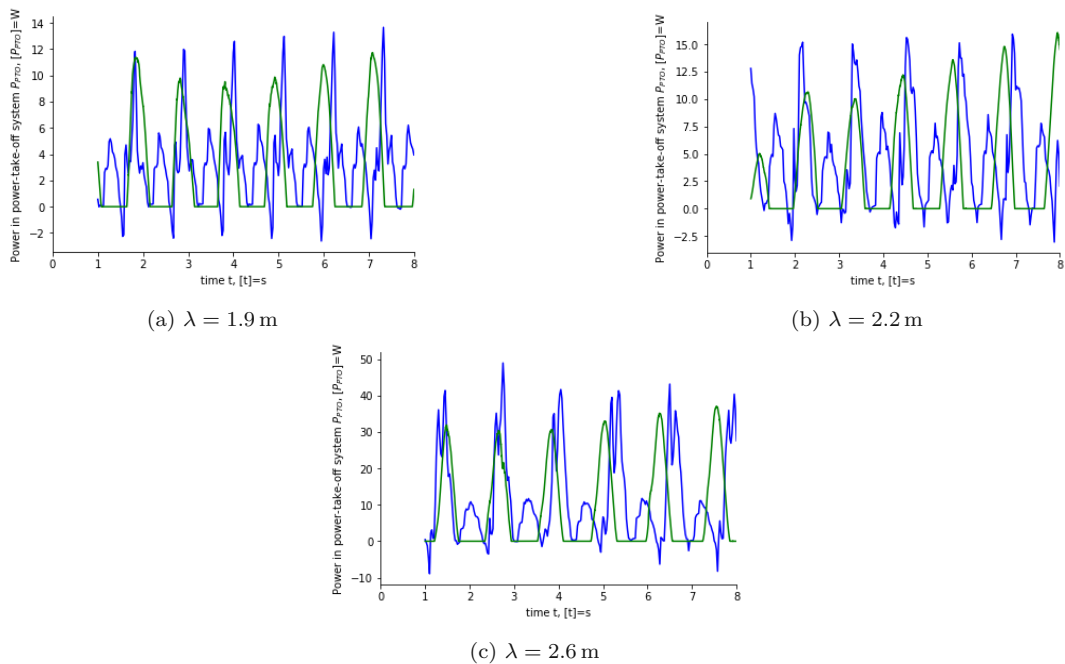 Power in power-take-off system P_PTO, [P_PTO]=W
14
12
10
8
6
4
2
0
−2
0 1 2 3 4 5 6 7 8
time t, [t]=s
(a) λ = 1.9 m
Power in power-take-off system P_PTO, [P_PTO]=W
15.0
12.5
10.0
7.5
5.0
2.5
0.0
−2.5
0 1 2 3 4 5 6 7 8
time t, [t]=s
(b) λ = 2.2 m
Power in power-take-off system P_PTO, [P_PTO]=W
50
40
30
20
10
0
−10
0 1 2 3 4 5 6 7 8
time t, [t]=s
(c) λ = 2.6 m